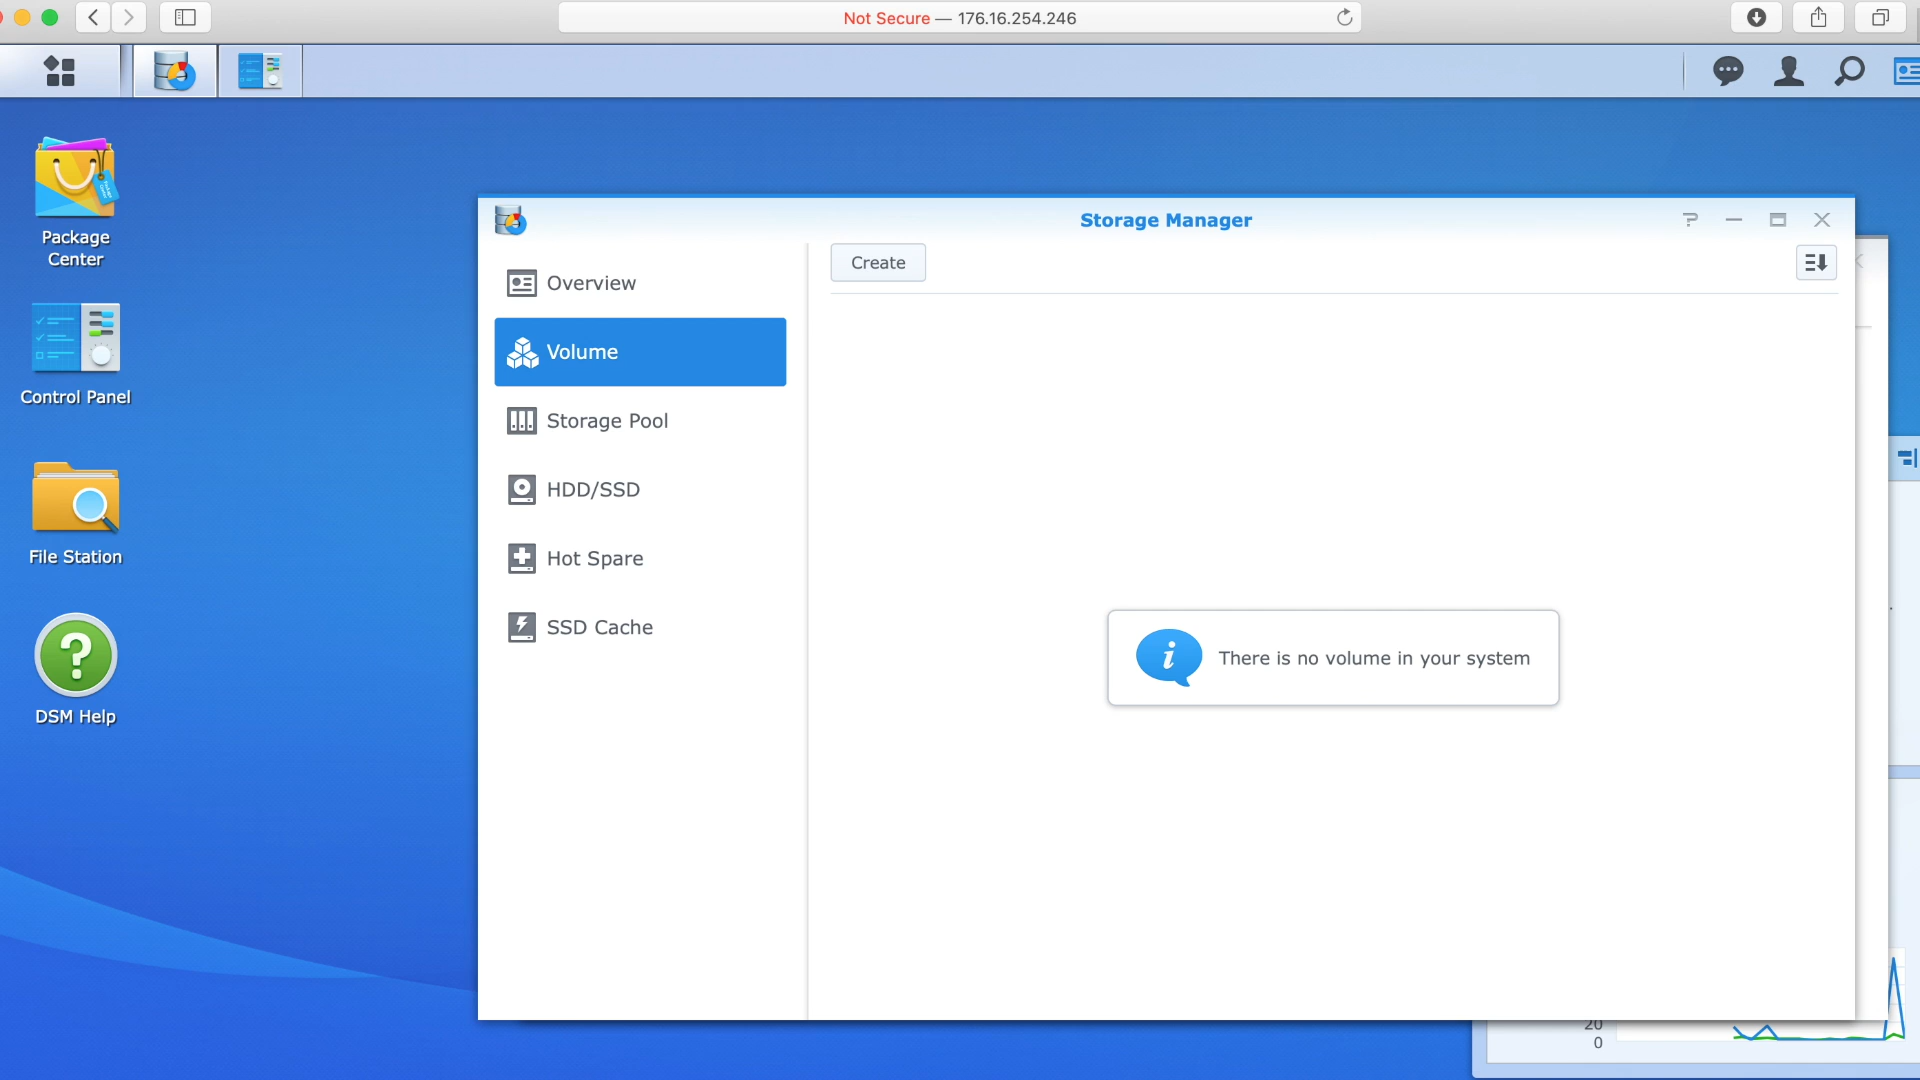 Not Secure — 176.16.254.246
Package
Center
Control Panel
File Station
DSM Help
Storage Manager
Overview
Volume
Storage Pool
HDD/SSD
Hot Spare
SSD Cache
Create
There is no volume in your system
20
0